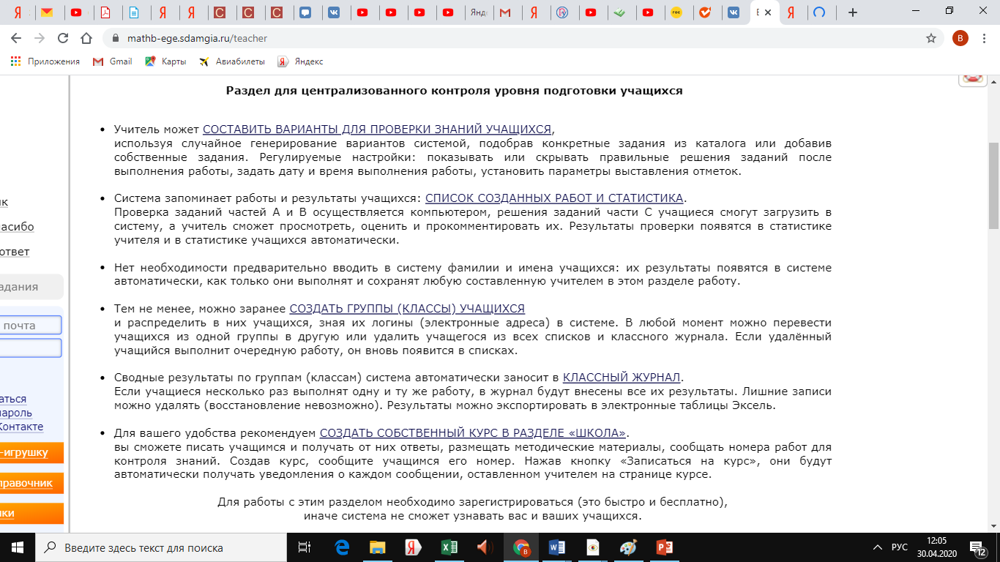 Янд
гос
Е
mathb-ege.sdamgia.ru/teacher
В
Приложения
Gmail
Карты
Авиабилеты
Яндекс
Раздел для централизованного контроля уровня подготовки учащихся
• Учитель может СОСТАВИТЬ ВАРИАНТЫ ДЛЯ ПРОВЕРКИ ЗНАНИЙ УЧАЩИХСЯ,
используя случайное генерирование вариантов системой, подобрав конкретные задания из каталога или добавив
собственные задания. Регулируемые настройки: показывать или скрывать правильные решения заданий после
выполнения работы, задать дату и время выполнения работы, установить параметры выставления отметок.
• Система запоминает работы и результаты учащихся: СПИСОК СОЗДАННЫХ РАБОТ И СТАТИСТИКА.
Проверка заданий частей А и В осуществляется компьютером, решения заданий части С учащиеся смогут загрузить в
систему, а учитель сможет просмотреть, оценить и прокомментировать их. Результаты проверки появятся в статистике
учителя и в статистике учащихся автоматически.
• Нет необходимости предварительно вводить в систему фамилии и имена учащихся: их результаты появятся в системе
автоматически, как только они выполнят и сохранят любую составленную учителем в этом разделе работу.
• Тем не менее, можно заранее СОЗДАТЬ ГРУППЫ (КЛАССЫ) УЧАЩИХСЯ
и распределить в них учащихся, зная их логины (электронные адреса) в системе. В любой момент можно перевести
учащихся из одной группы в другую или удалить учащегося из всех списков и классного журнала. Если удалённый
учащийся выполнит очередную работу, он вновь появится в списках.
• Сводные результаты по группам (классам) система автоматически заносит в КЛАССНЫЙ ЖУРНАЛ.
Если учащиеся несколько раз выполнят одну и ту же работу, в журнал будут внесены все их результаты. Лишние записи
можно удалять (восстановление невозможно). Результаты можно экспортировать в электронные таблицы Эксель.
• Для вашего удобства рекомендуем СОЗДАТЬ СОБСТВЕННЫЙ КУРС В РАЗДЕЛЕ «ШКОЛА».
вы сможете писать учащимся и получать от них ответы, размещать методические материалы, сообщать номера работ для
контроля знаний. Создав курс, сообщите учащимся его номер. Нажав кнопку «Записаться на курс», они будут
автоматически получать уведомления о каждом сообщении, оставленном учителем на странице курсе.
Для работы с этим разделом необходимо зарегистрироваться (это быстро и бесплатно),
иначе система не сможет узнавать вас и ваших учащихся.
ик
асибо
ответ
адания
почта
аться
ароль
Контакте
-игрушку
правочник
ики
Введите здесь текст для поиска
РУС
12:05
30.04.2020
12